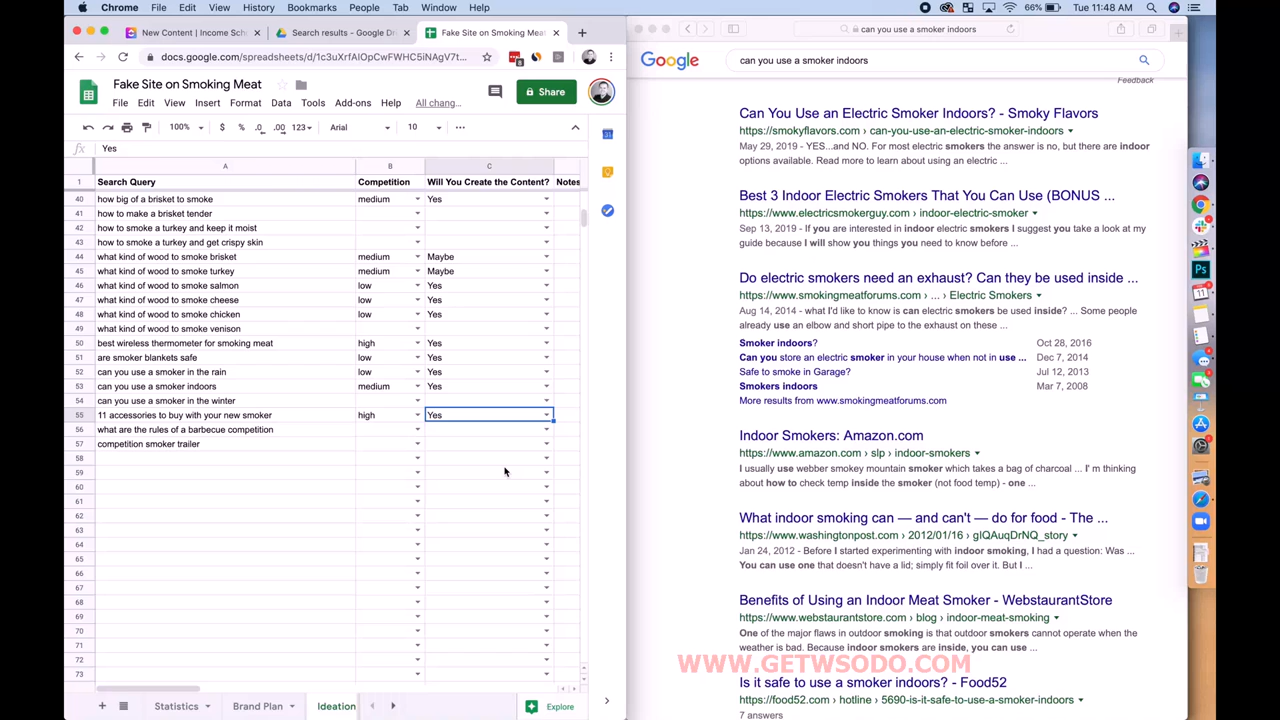 Chrome File Edit View History Bookmarks People Tab Window Help
66% Mon 11:48 AM
New Content | Income Sch
Search results - Google Dr
Fake Site on Smoking Meat
docs.google.com/spreadsheets/d/1c3uXrfAIOpCwFWHC5iNAgV7t...
Fake Site on Smoking Meat
File Edit View Insert Format Data Tools Add-ons Help All chang...
Share
100% $ % .0 .00 123 Arial 10
fx Yes
A B C
1 Search Query Competition Will You Create the Content? Notes
40 how big of a brisket to smoke medium Yes
41 how to make a brisket tender
42 how to smoke a turkey and keep it moist
43 how to smoke a turkey and get crispy skin
44 what kind of wood to smoke brisket medium Maybe
45 what kind of wood to smoke turkey medium Maybe
46 what kind of wood to smoke salmon low Yes
47 what kind of wood to smoke cheese low Yes
48 what kind of wood to smoke chicken low Yes
49 what kind of wood to smoke venison
50 best wireless thermometer for smoking meat high Yes
51 are smoker blankets safe low Yes
52 can you use a smoker in the rain low Yes
53 can you use a smoker indoors medium Yes
54 can you use a smoker in the winter
55 11 accessories to buy with your new smoker high Yes
56 what are the rules of a barbecue competition
57 competition smoker trailer
58
59
60
61
62
63
64
65
66
67
68
69
70
71
72
73
Statistics Brand Plan Ideation Explore
can you use a smoker indoors
Google can you use a smoker indoors
Feedback
Can You Use an Electric Smoker Indoors? - Smoky Flavors
https://smokyflavors.com › can-you-use-an-electric-smoker-indoors
May 29, 2019 - YES...and NO. For most electric smokers the answer is no, but there are indoor
options available. Read more to learn about using an electric ...
Best 3 Indoor Electric Smokers That You Can Use (BONUS ...
https://www.electricsmokerguy.com › indoor-electric-smoker
Sep 13, 2019 - If you are interested in indoor electric smokers I suggest you take a look at my
guide because I will show you things you need to know before ...
Do electric smokers need an exhaust? Can they be used inside ...
https://www.smokingmeatforums.com › ... › Electric Smokers
Aug 14, 2014 - what I'd like to know is can electric smokers be used inside? ... Some people
already use an elbow and short pipe to the exhaust on these ...
Smoker indoors? Oct 28, 2016
Can you store an electric smoker in your house when not in use ... Dec 7, 2014
Safe to smoke in Garage? Jul 12, 2013
Smokers indoors Mar 7, 2008
More results from www.smokingmeatforums.com
Indoor Smokers: Amazon.com
https://www.amazon.com › slp › indoor-smokers
I usually use webber smokey mountain smoker which takes a bag of charcoal ... I' m thinking
about how to check temp inside the smoker (not food temp) - one ...
What indoor smoking can — and can't — do for food - The ...
https://www.washingtonpost.com › 2012/01/16 › gIQAuqDrNQ_story
Jan 24, 2012 - Before I started experimenting with indoor smoking, I had a question: Was ...
You can use one that doesn't have a lid; simply fit foil over it. But I ...
Benefits of Using an Indoor Meat Smoker - WebstaurantStore
https://www.webstaurantstore.com › blog › indoor-meat-smoking
One of the major flaws in outdoor smoking is that outdoor smokers cannot operate when the
weather is bad. Because indoor smokers are inside, you can use ...
WWW.GETWSODO.COM
Is it safe to use a smoker indoors? - Food52
https://food52.com › hotline › 5690-is-it-safe-to-use-a-smoker-indoors
7 answers